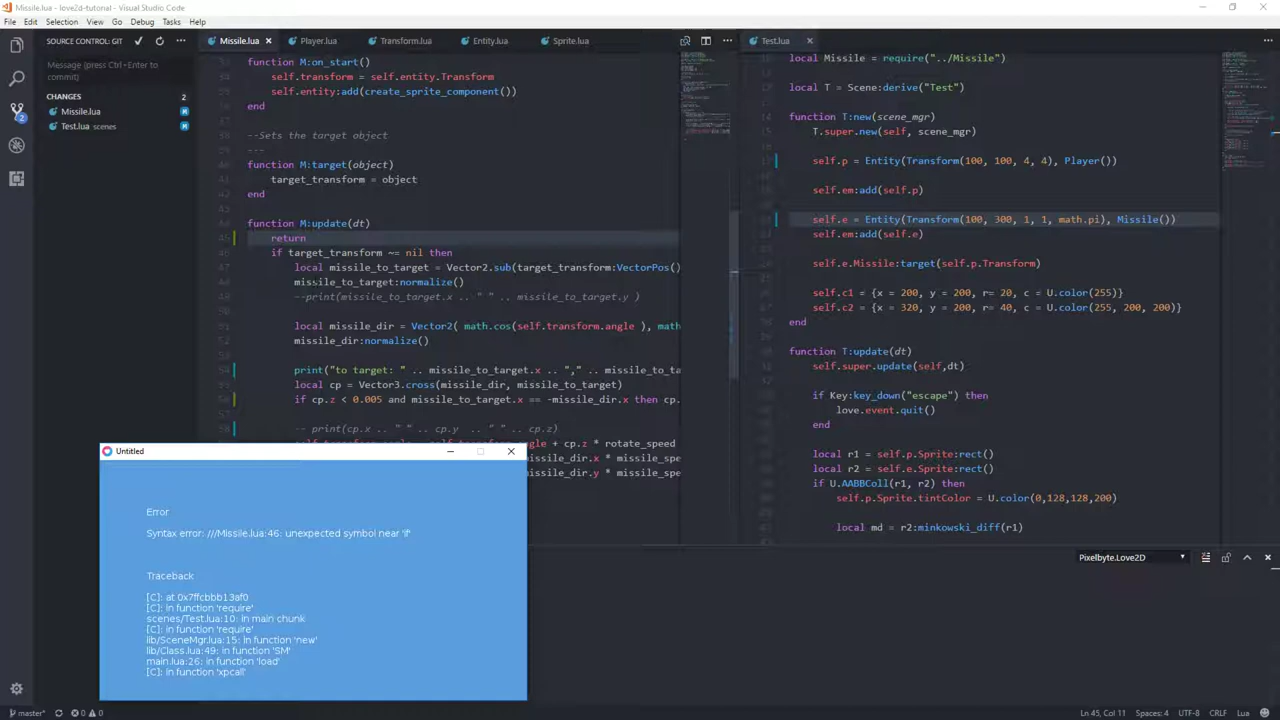 Missile.lua - love2d-tutorial - Visual Studio Code
File Edit Selection View Go Debug Tasks Help
SOURCE CONTROL: GIT
Message (press Ctrl+Enter to
commit)
CHANGES 2
Missile.lua M
Test.lua scenes M
2
Missile.lua Player.lua Transform.lua Entity.lua Sprite.lua
function M:on_start()
self.transform = self.entity.Transform
self.entity:add(create_sprite_component())
end
--Sets the target object
---
function M:target(object)
target_transform = object
end
function M:update(dt)
return
if target_transform ~= nil then
local missile_to_target = Vector2.sub(target_transform:VectorPos()
missile_to_target:normalize()
--print(missile_to_target.x .. " " .. missile_to_target.y )
local missile_dir = Vector2( math.cos(self.transform.angle ), math
missile_dir:normalize()
print("to target: " .. missile_to_target.x .. "," .. missile_to_ta
local cp = Vector3.cross(missile_dir, missile_to_target)
if cp.z < 0.005 and missile_to_target.x == -missile_dir.x then cp.
-- print(cp.x .. " " .. cp.y .. " " .. cp.z)
angle + cp.z * rotate_speed
missile_dir.x * missile_spe
missile_dir.y * missile_spe
Test.lua
local Missile = require("../Missile")
local T = Scene:derive("Test")
function T:new(scene_mgr)
T.super.new(self, scene_mgr)
self.p = Entity(Transform(100, 100, 4, 4), Player())
self.em:add(self.p)
self.e = Entity(Transform(100, 300, 1, 1, math.pi), Missile())
self.em:add(self.e)
self.e.Missile:target(self.p.Transform)
self.c1 = {x = 200, y = 200, r= 20, c = U.color(255)}
self.c2 = {x = 320, y = 200, r= 40, c = U.color(255, 200, 200)}
end
function T:update(dt)
self.super.update(self,dt)
if Key:key_down("escape") then
love.event.quit()
end
local r1 = self.p.Sprite:rect()
local r2 = self.e.Sprite:rect()
if U.AABBColl(r1, r2) then
self.p.Sprite.tintColor = U.color(0,128,128,200)
local md = r2:minkowski_diff(r1)
Untitled
Error
Syntax error: ///Missile.lua:46: unexpected symbol near 'if'
Traceback
[C]: at 0x7ffcbbb13af0
[C]: in function 'require'
scenes/Test.lua:10: in main chunk
[C]: in function 'require'
lib/SceneMgr.lua:15: in function 'new'
lib/Class.lua:49: in function 'SM'
main.lua:26: in function 'load'
[C]: in function 'xpcall'
Pixelbyte.Love2D
master* 0 0 Ln 45, Col 11 Spaces: 4 UTF-8 CRLF Lua